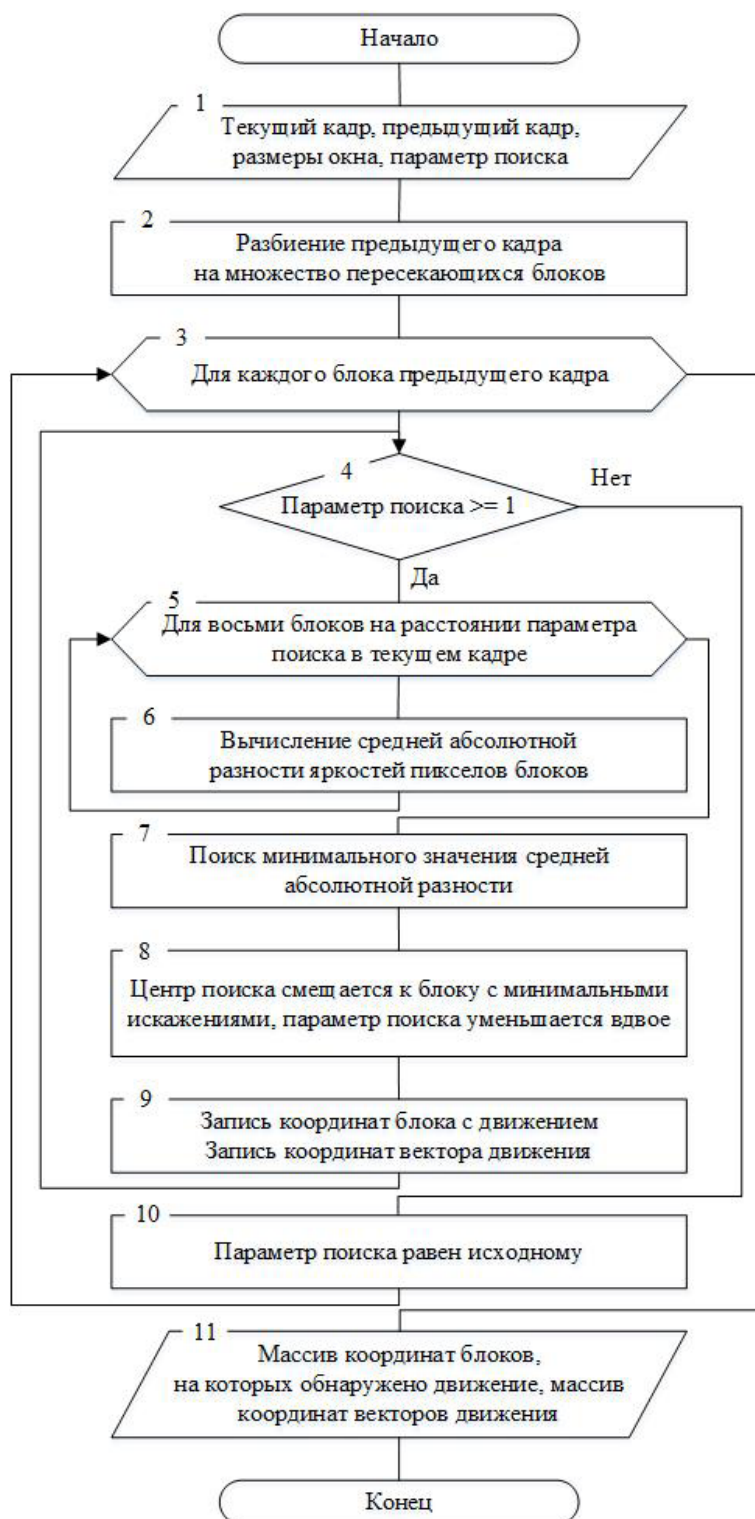 Начало
1
Текущий кадр, предыдущий кадр,
размеры окна, параметр поиска
2
Разбиение предыдущего кадра
на множество пересекающихся блоков
3
Для каждого блока предыдущего кадра
4
Нет
Параметр поиска >= 1
Да
5
Для восьми блоков на расстоянии параметра
поиска в текущем кадре
6
Вычисление средней абсолютной
разности яркостей пикселов блоков
7
Поиск минимального значения средней
абсолютной разности
8
Центр поиска смещается к блоку с минимальными
искажениями, параметр поиска уменьшается вдвое
9
Запись координат блока с движением
Запись координат вектора движения
10
Параметр поиска равен исходному
11
Массив координат блоков,
на которых обнаружено движение, массив
координат векторов движения
Конец